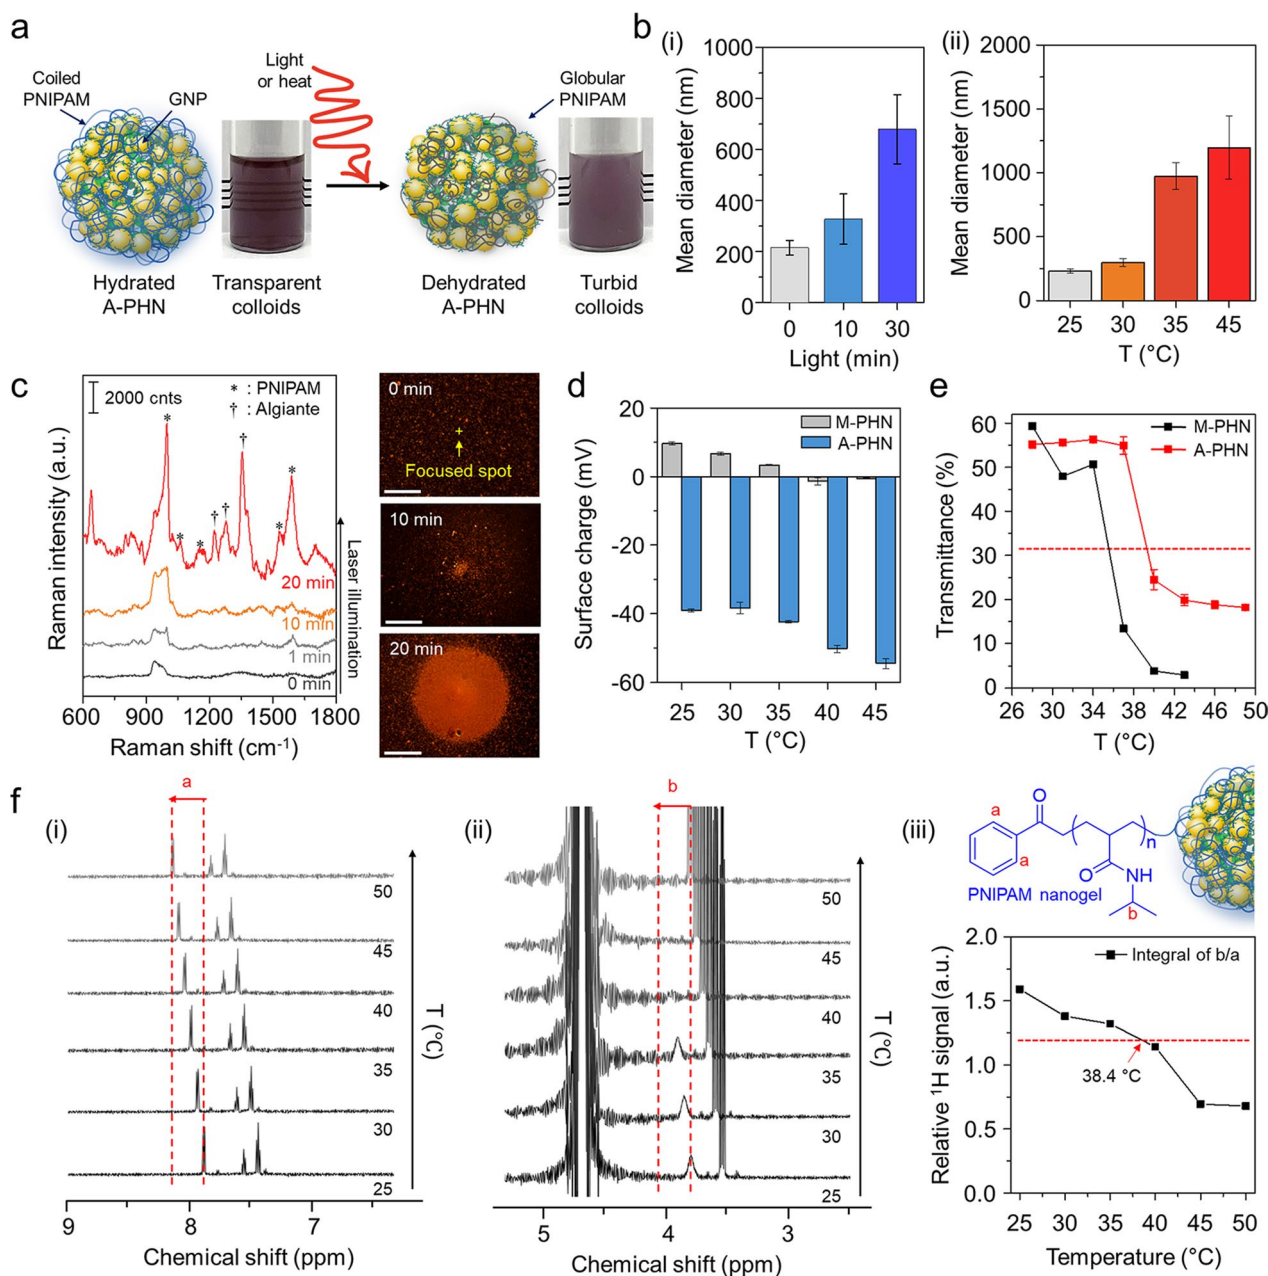 a
Coiled
PNIPAM
GNP
Light
or heat
Globular
PNIPAM
Hydrated
A-PHN
Transparent
colloids
Dehydrated
A-PHN
Turbid
colloids
b
(i)
Mean diameter (nm)
1000
800
600
400
200
0
0 10 30
Light (min)
(ii)
Mean diameter (nm)
2000
1500
1000
500
0
25 30 35 45
T (°C)
c
Raman intensity (a.u.)
2000 cnts
* : PNIPAM
† : Algiante
*
*
*
†
†
†
*
*
20 min
10 min
1 min
0 min
Laser illumination
600 900 1200 1500 1800
Raman shift (cm-1)
0 min
+
Focused spot
10 min
20 min
d
Surface charge (mV)
20
0
-20
-40
-60
M-PHN
A-PHN
25 30 35 40 45
T (°C)
e
Transmittance (%)
60
50
40
30
20
10
0
M-PHN
A-PHN
26 30 34 38 42 46 50
T (°C)
f
(i)
a
50
45
40
35
30
25
T (°C)
9 8 7
Chemical shift (ppm)
(ii)
b
50
45
40
35
30
25
T (°C)
5 4 3
Chemical shift (ppm)
(iii)
a
a
O
n
O
NH
b
PNIPAM nanogel
Relative 1H signal (a.u.)
2.0
1.5
1.0
0.5
0.0
Integral of b/a
38.4 °C
25 30 35 40 45 50
Temperature (°C)